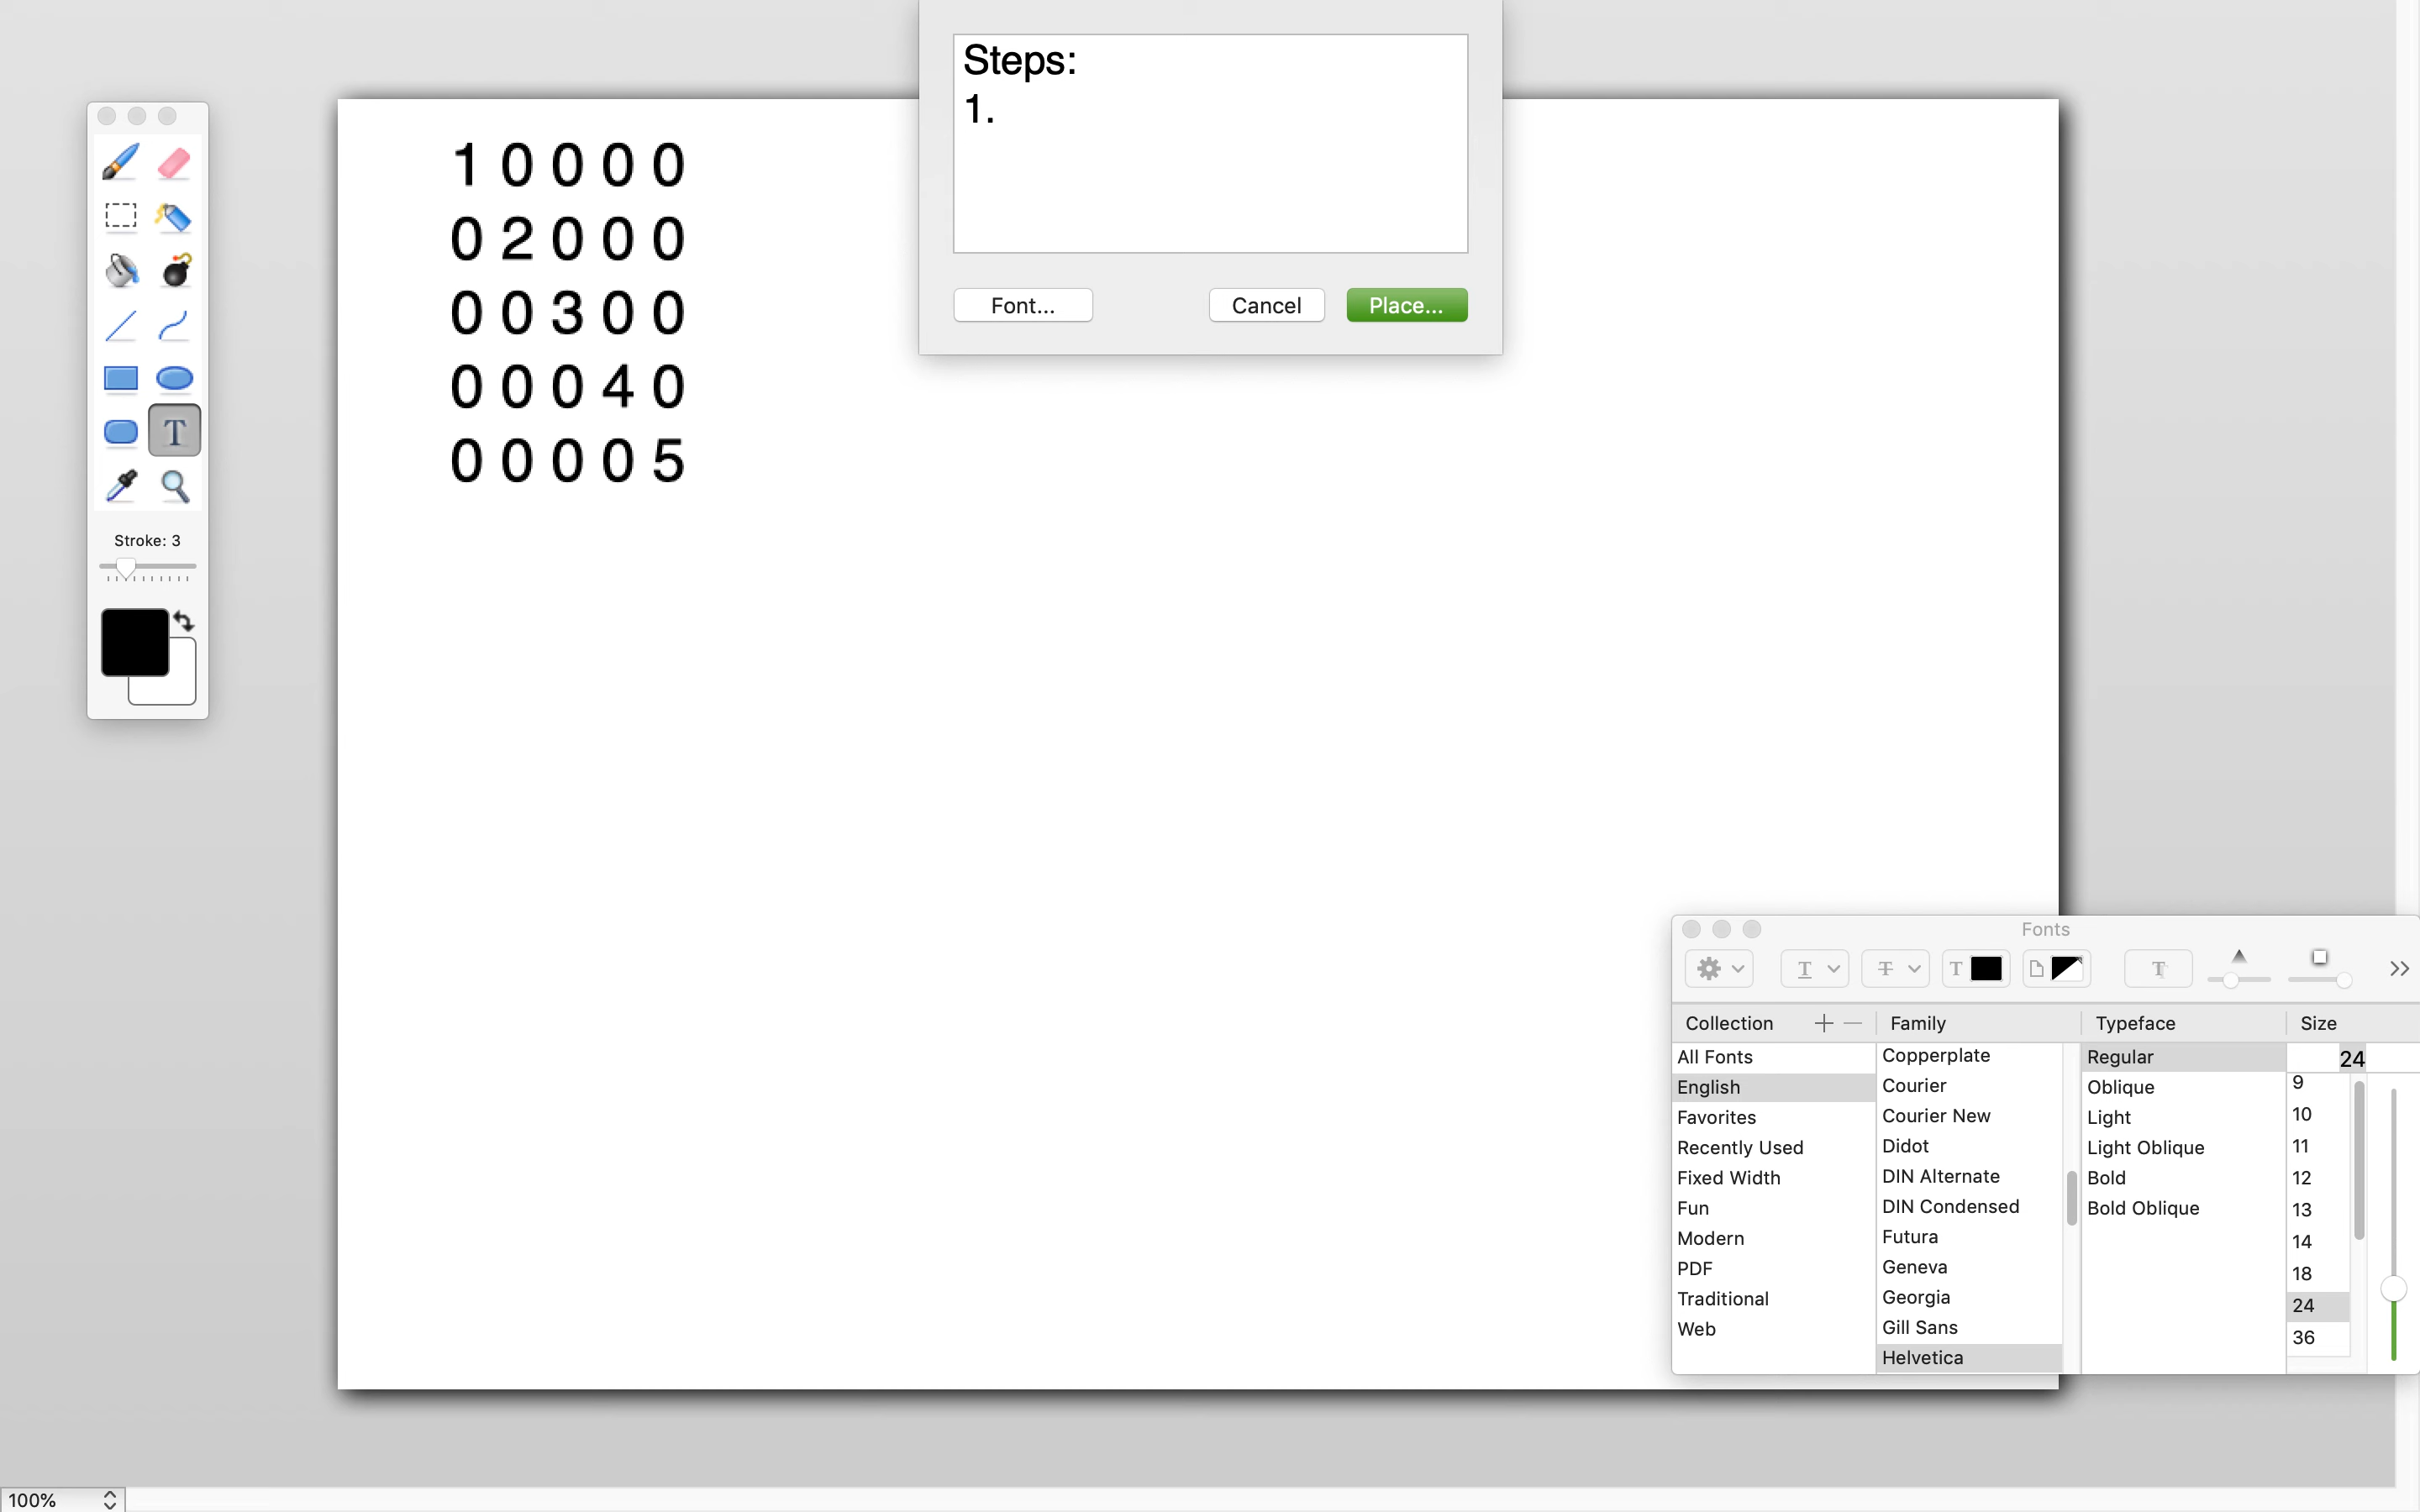 Steps:
1.
Font...
Cancel
Place...
1 0 0 0 0
0 2 0 0 0
0 0 3 0 0
0 0 0 4 0
0 0 0 0 5
T
Stroke: 3
Fonts
T
T
T
T
Collection
Family
Typeface
Size
All Fonts
English
Favorites
Recently Used
Fixed Width
Fun
Modern
PDF
Traditional
Web
Copperplate
Courier
Courier New
Didot
DIN Alternate
DIN Condensed
Futura
Geneva
Georgia
Gill Sans
Helvetica
Regular
Oblique
Light
Light Oblique
Bold
Bold Oblique
24
9
10
11
12
13
14
18
24
36
100%